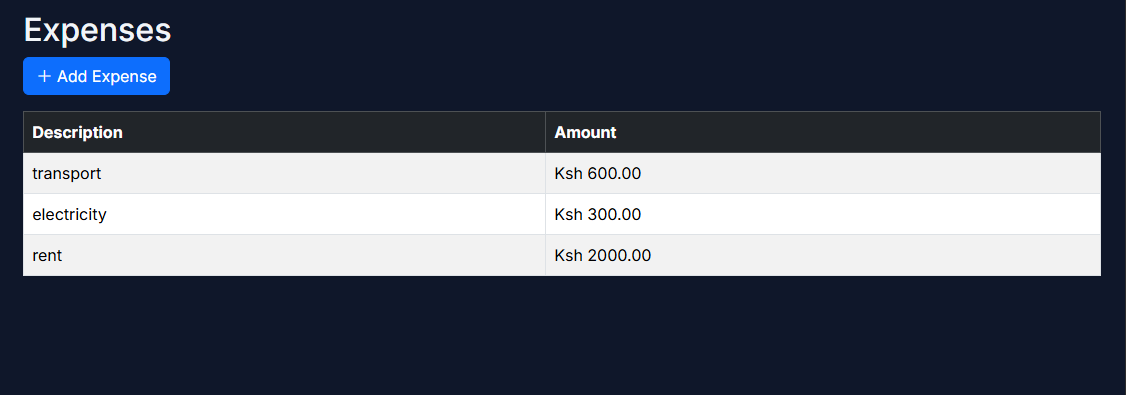 Expenses
+ Add Expense
Description Amount
transport Ksh 600.00
electricity Ksh 300.00
rent Ksh 2000.00